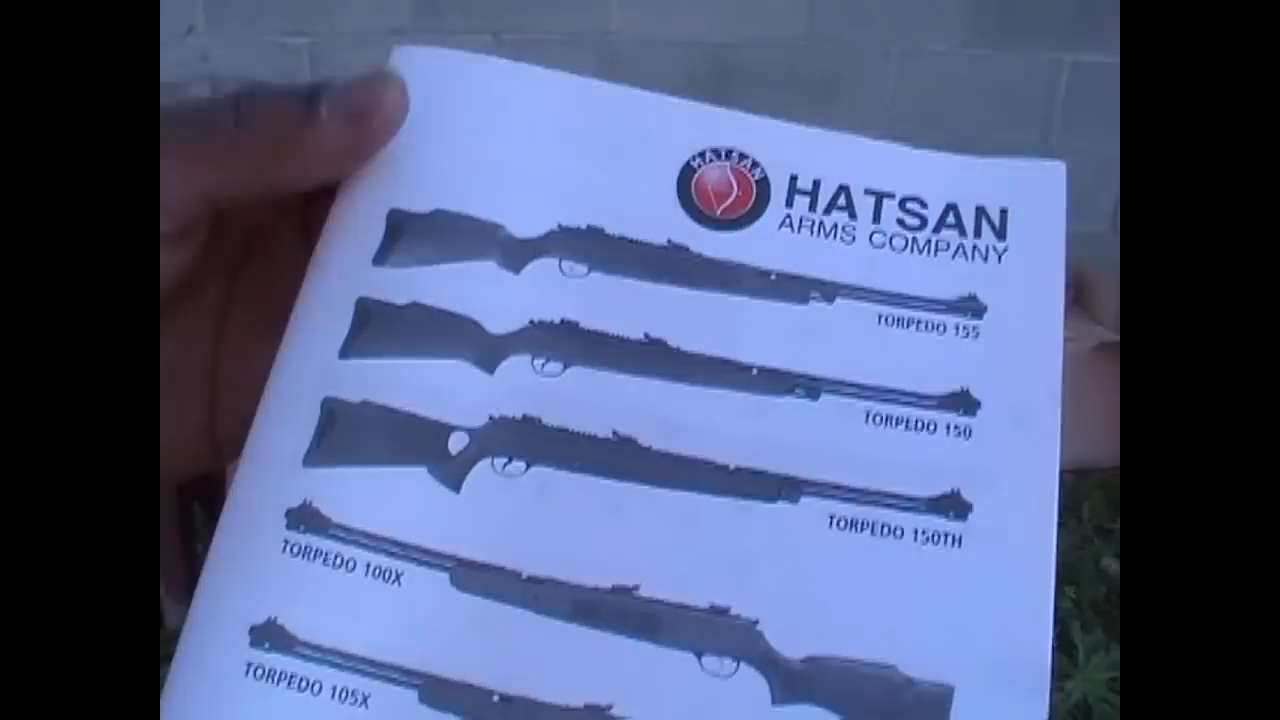 HATSAN
HATSAN
ARMS COMPANY
TORPEDO 155
TORPEDO 150
TORPEDO 150TH
TORPEDO 100X
TORPEDO 105X